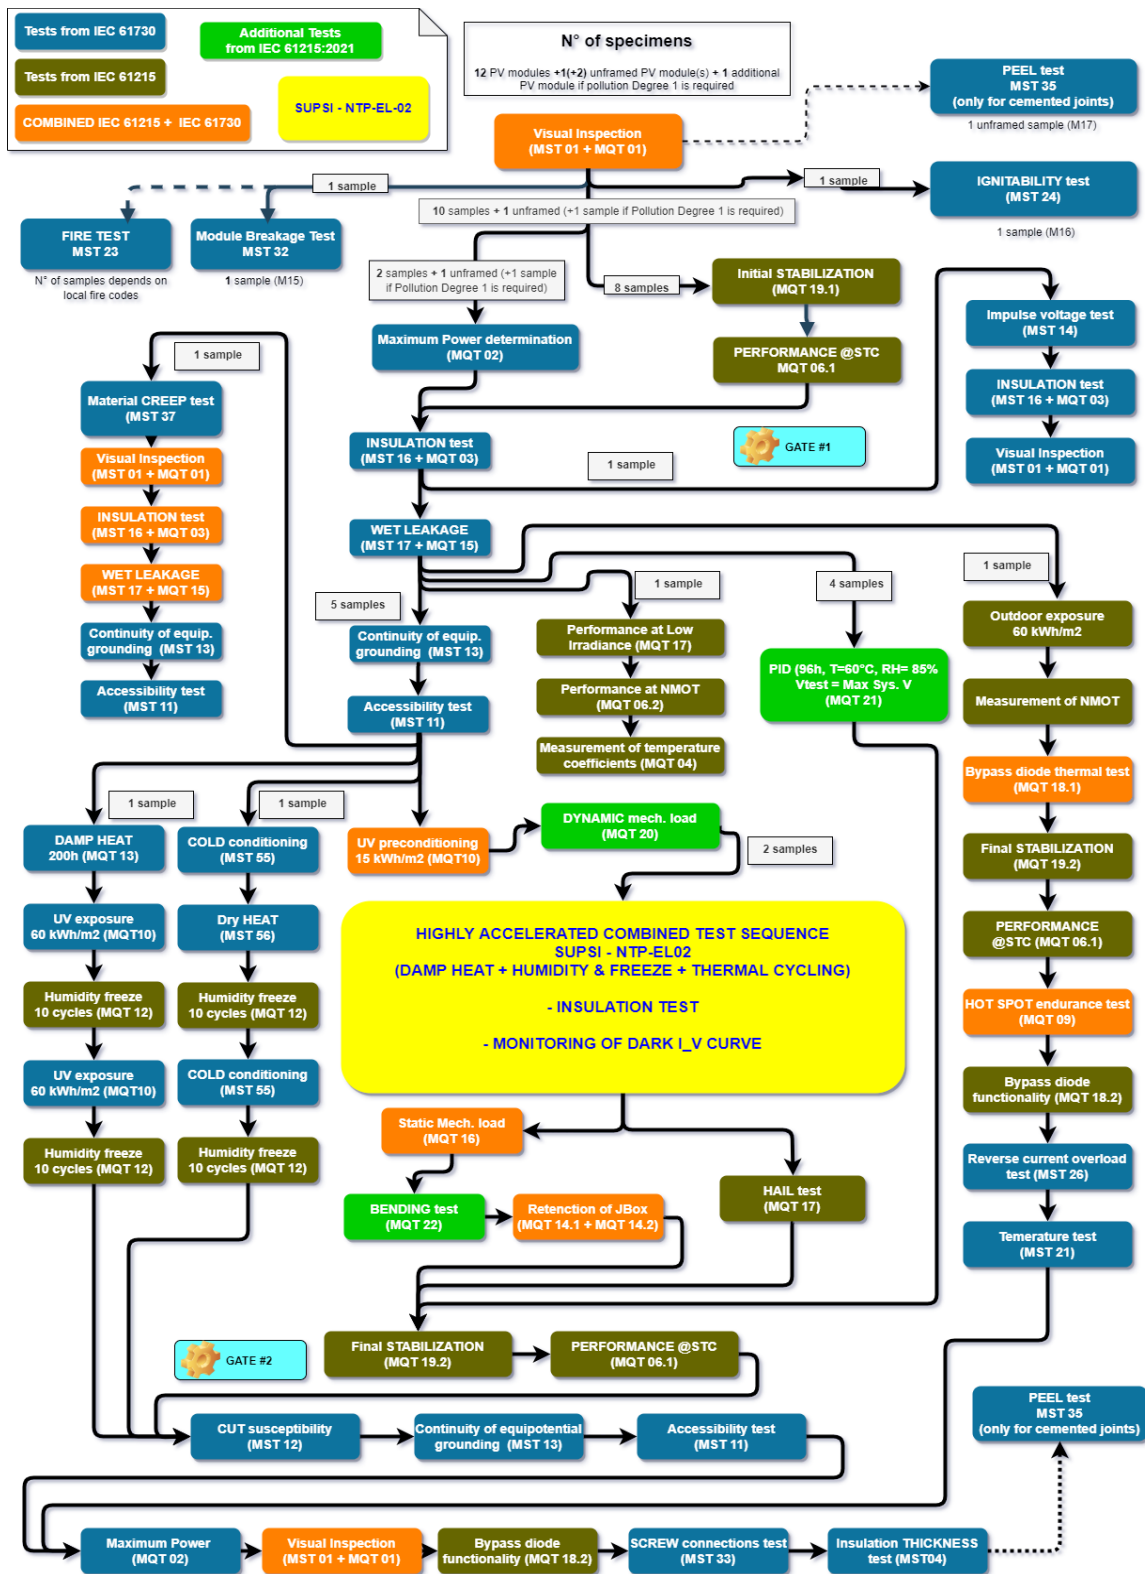 Tests from IEC 61730
Additional Tests
from IEC 61215:2021
Tests from IEC 61215
SUPSI - NTP-EL-02
COMBINED IEC 61215 + IEC 61730
N° of specimens
12 PV modules +1(+2) unframed PV module(s) + 1 additional
PV module if pollution Degree 1 is required
PEEL test
MST 35
(only for cemented joints)
1 unframed sample (M17)
Visual Inspection
(MST 01 + MQT 01)
1 sample
1 sample
IGNITABILITY test
(MST 24)
1 sample (M16)
10 samples + 1 unframed (+1 sample if Pollution Degree 1 is required)
FIRE TEST
MST 23
N° of samples depends on
local fire codes
Module Breakage Test
MST 32
1 sample (M15)
2 samples + 1 unframed (+1 sample
if Pollution Degree 1 is required)
8 samples
Initial STABILIZATION
(MQT 19.1)
Impulse voltage test
(MST 14)
Maximum Power determination
(MQT 02)
PERFORMANCE @STC
MQT 06.1
1 sample
Material CREEP test
(MST 37
INSULATION test
(MST 16 + MQT 03)
INSULATION test
(MST 16 + MQT 03)
GATE #1
Visual Inspection
(MST 01 + MQT 01)
Visual Inspection
(MST 01 + MQT 01)
1 sample
INSULATION test
(MST 16 + MQT 03)
WET LEAKAGE
(MST 17 + MQT 15)
WET LEAKAGE
(MST 17 + MQT 15)
1 sample
4 samples
1 sample
5 samples
Continuity of equip.
grounding (MST 13)
Continuity of equip.
grounding (MST 13)
Performance at Low
Irradiance (MQT 17)
Outdoor exposure
60 kWh/m2
PID (96h, T=60°C, RH= 85%
Vtest = Max Sys. V
(MQT 21)
Accessibility test
(MST 11)
Accessibility test
(MST 11)
Performance at NMOT
(MQT 06.2)
Measurement of NMOT
Measurement of temperature
coefficients (MQT 04)
Bypass diode thermal test
(MQT 18.1)
1 sample
1 sample
DAMP HEAT
200h (MQT 13)
COLD conditioning
(MST 55)
UV preconditioning
15 kWh/m2 (MQT10)
DYNAMIC mech. load
(MQT 20)
2 samples
Final STABILIZATION
(MQT 19.2)
UV exposure
60 kWh/m2 (MQT10)
Dry HEAT
(MST 56)
HIGHLY ACCELERATED COMBINED TEST SEQUENCE
SUPSI - NTP-EL02
(DAMP HEAT + HUMIDITY & FREEZE + THERMAL CYCLING)
- INSULATION TEST
- MONITORING OF DARK I_V CURVE
PERFORMANCE
@STC (MQT 06.1)
Humidity freeze
10 cycles (MQT 12)
Humidity freeze
10 cycles (MQT 12)
HOT SPOT endurance test
(MQT 09)
UV exposure
60 kWh/m2 (MQT10)
COLD conditioning
(MST 55)
Bypass diode
functionality (MQT 18.2)
Static Mech. load
(MQT 16)
Humidity freeze
10 cycles (MQT 12)
Humidity freeze
10 cycles (MQT 12)
Reverse current overload
test (MST 26)
HAIL test
(MQT 17)
BENDING test
(MQT 22)
Retenction of JBox
(MQT 14.1 + MQT 14.2)
Temerature test
(MST 21)
GATE #2
Final STABILIZATION
(MQT 19.2)
PERFORMANCE @STC
(MQT 06.1)
PEEL test
MST 35
(only for cemented joints)
CUT susceptibility
(MST 12)
Continuity of equipotential
grounding (MST 13)
Accessibility test
(MST 11)
Maximum Power
(MQT 02)
Visual Inspection
(MST 01 + MQT 01)
Bypass diode
functionality (MQT 18.2)
SCREW connections test
(MST 33)
Insulation THICKNESS
test (MST04)